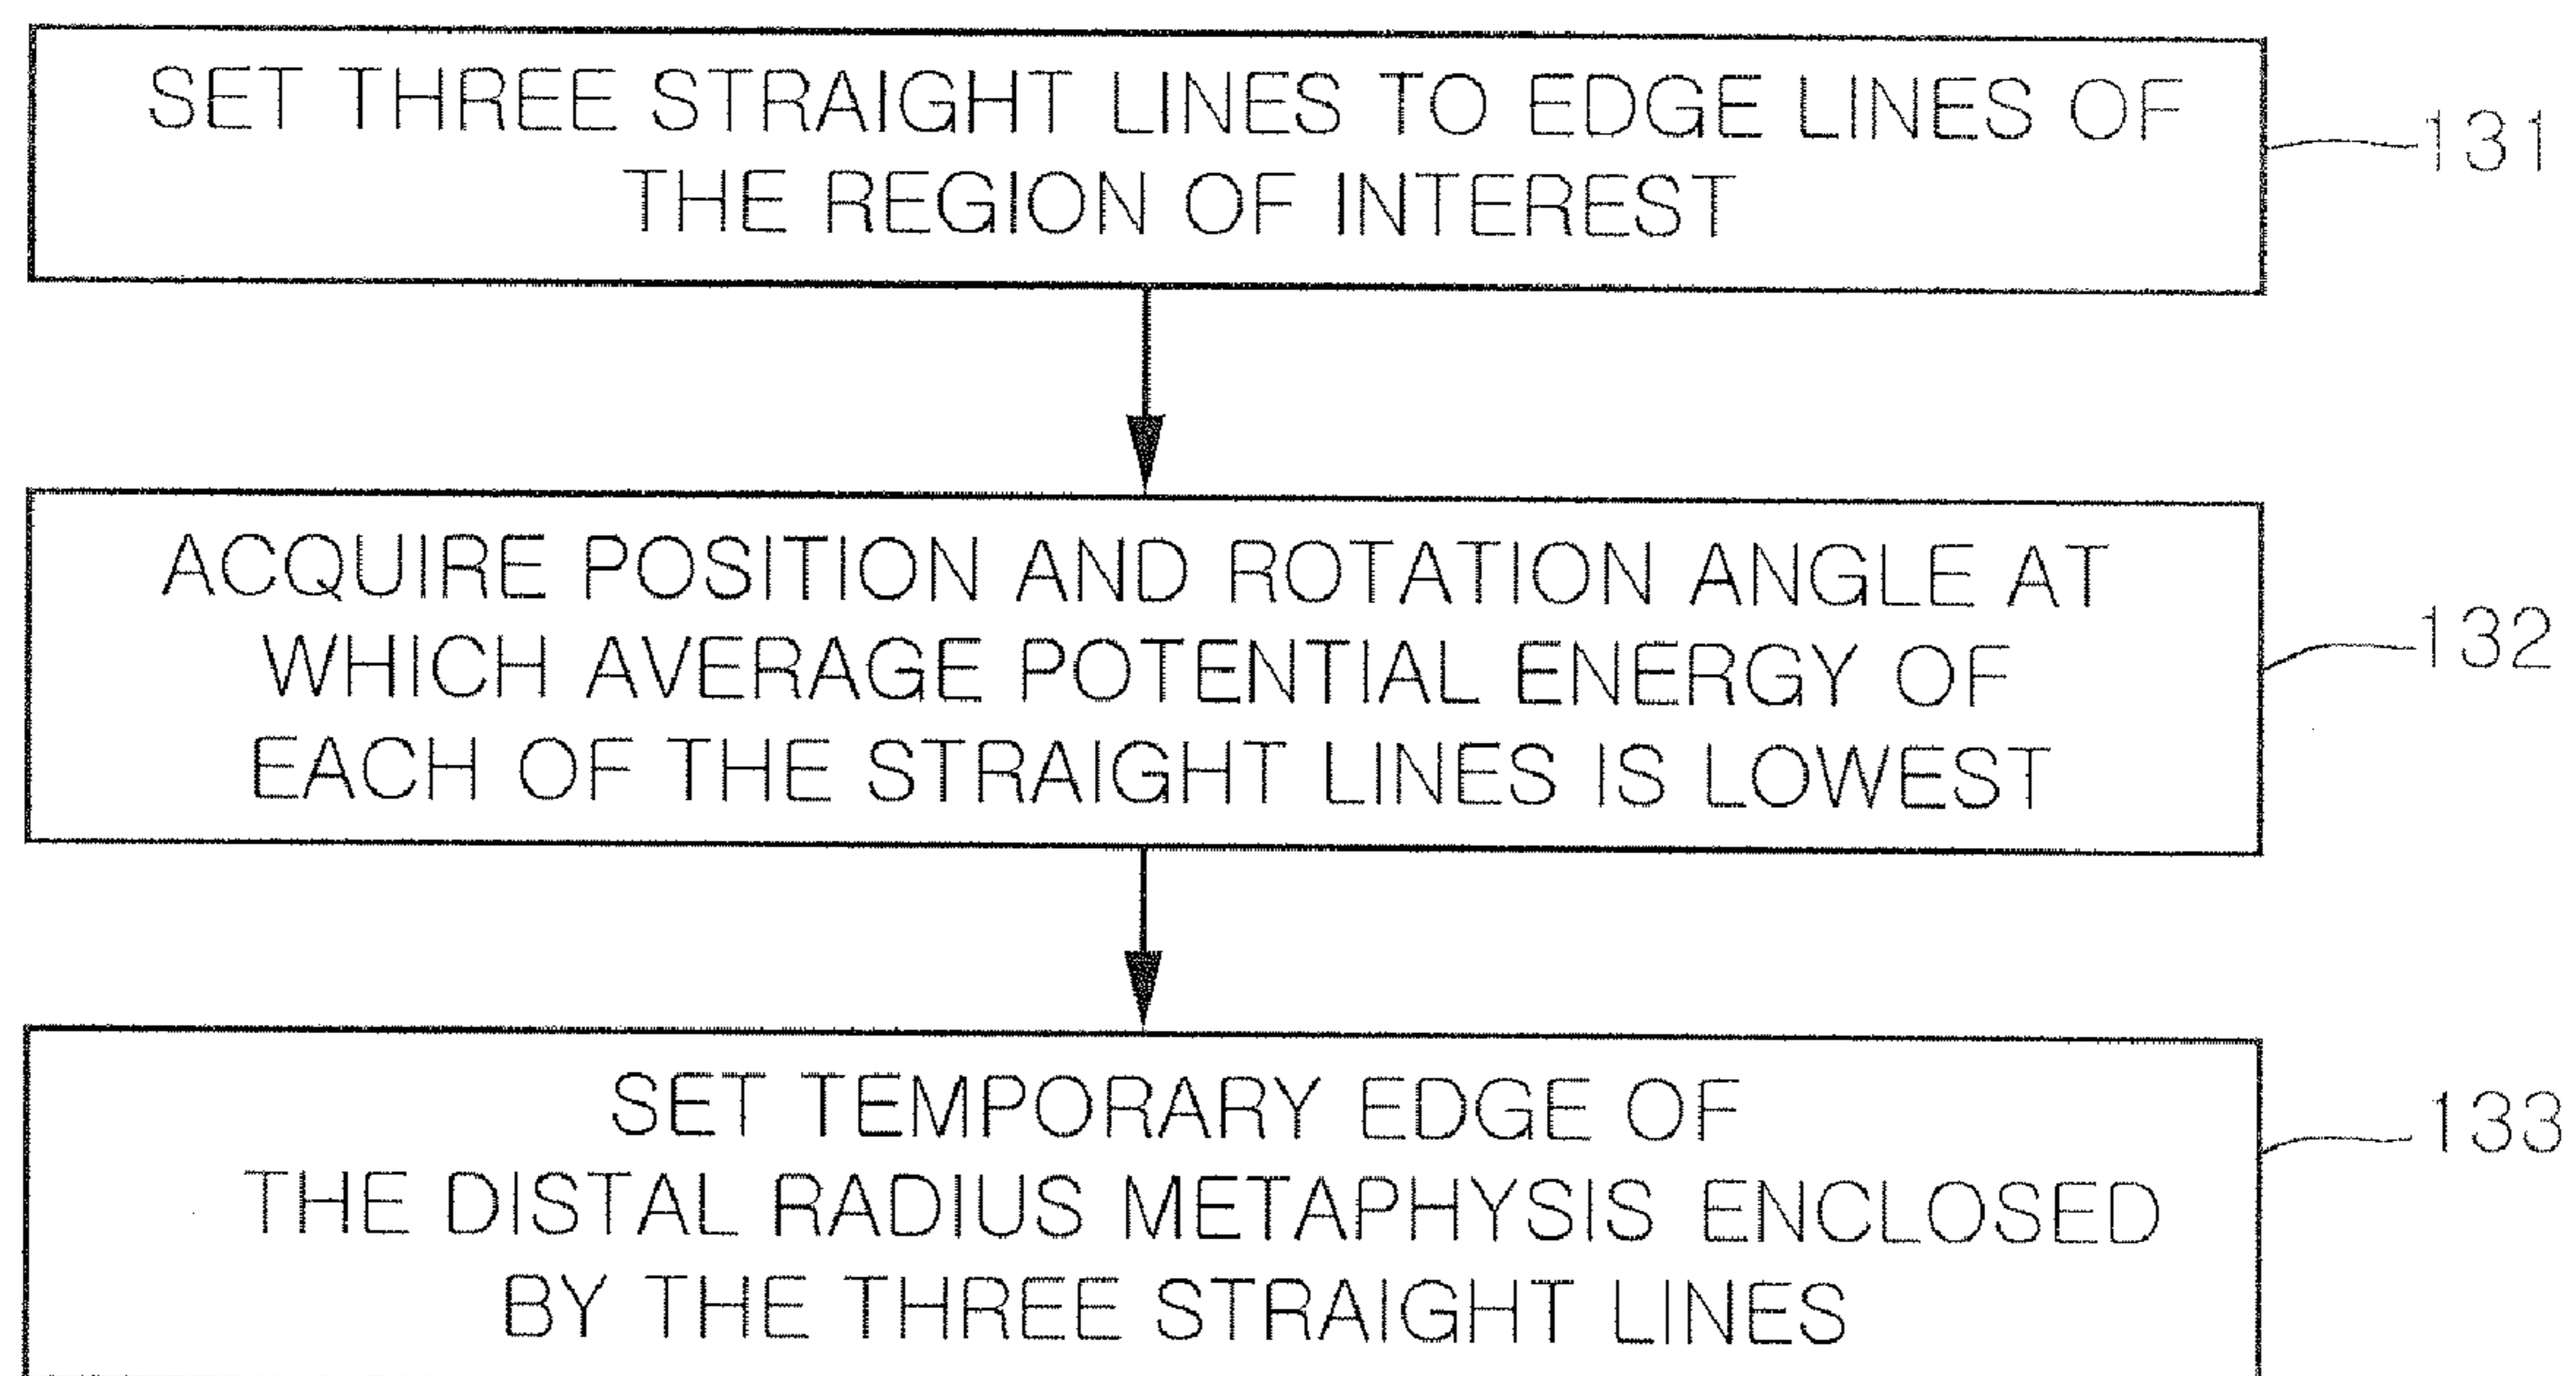 SET THREE STRAIGHT LINES TO EDGE LINES OF
THE REGION OF INTEREST
131
ACQUIRE POSITION AND ROTATION ANGLE AT
WHICH AVERAGE POTENTIAL ENERGY OF
EACH OF THE STRAIGHT LINES IS LOWEST
132
SET TEMPORARY EDGE OF
THE DISTAL RADIUS METAPHYSIS ENCLOSED
BY THE THREE STRAIGHT LINES
133